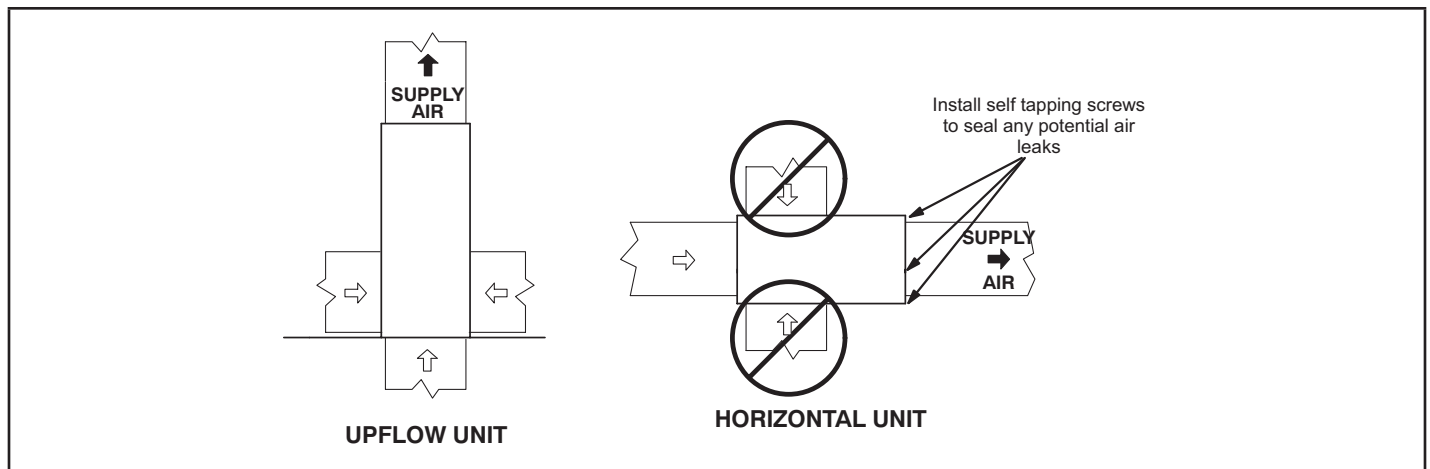 SUPPLY
AIR
UPFLOW UNIT
Install self tapping screws
to seal any potential air
leaks
SUPPLY
AIR
HORIZONTAL UNIT